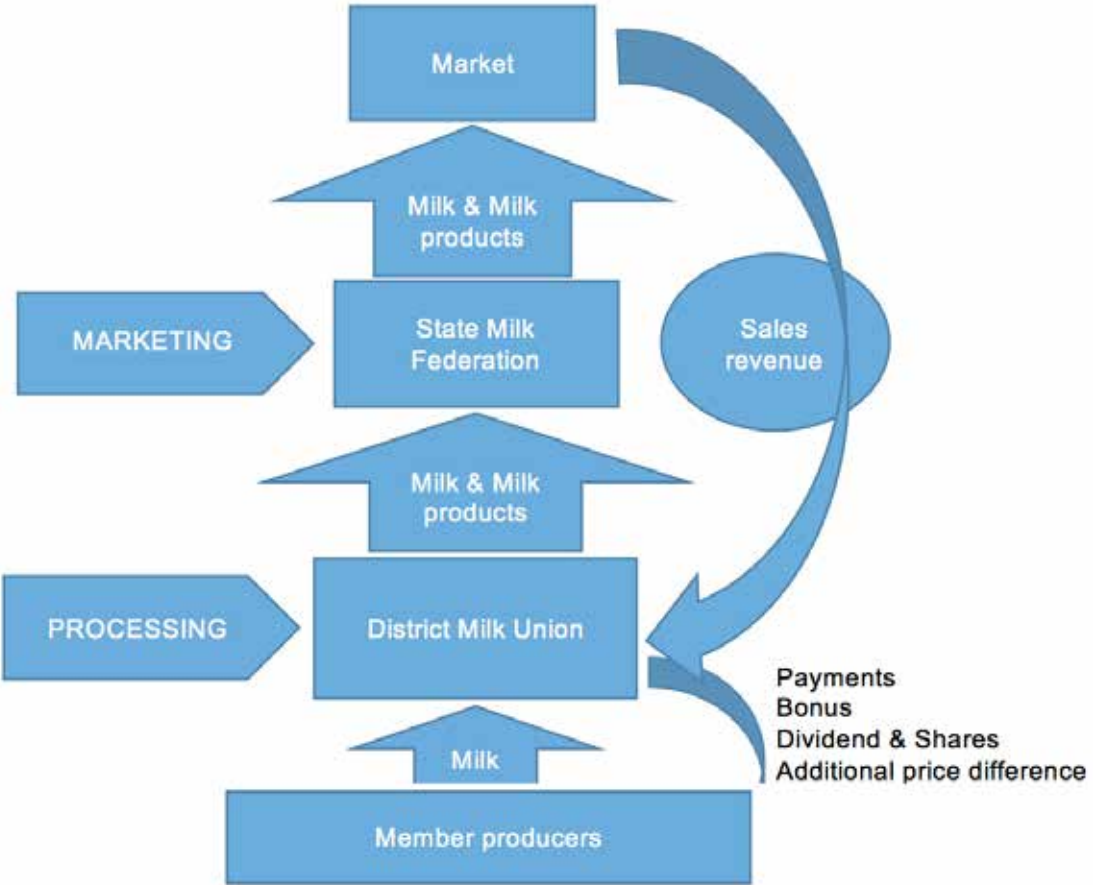 Market
Milk & Milk
products
MARKETING
State Milk
Federation
Sales
revenue
Milk & Milk
products
PROCESSING
District Milk Union
Payments
Bonus
Dividend & Shares
Additional price difference
Milk
Member producers